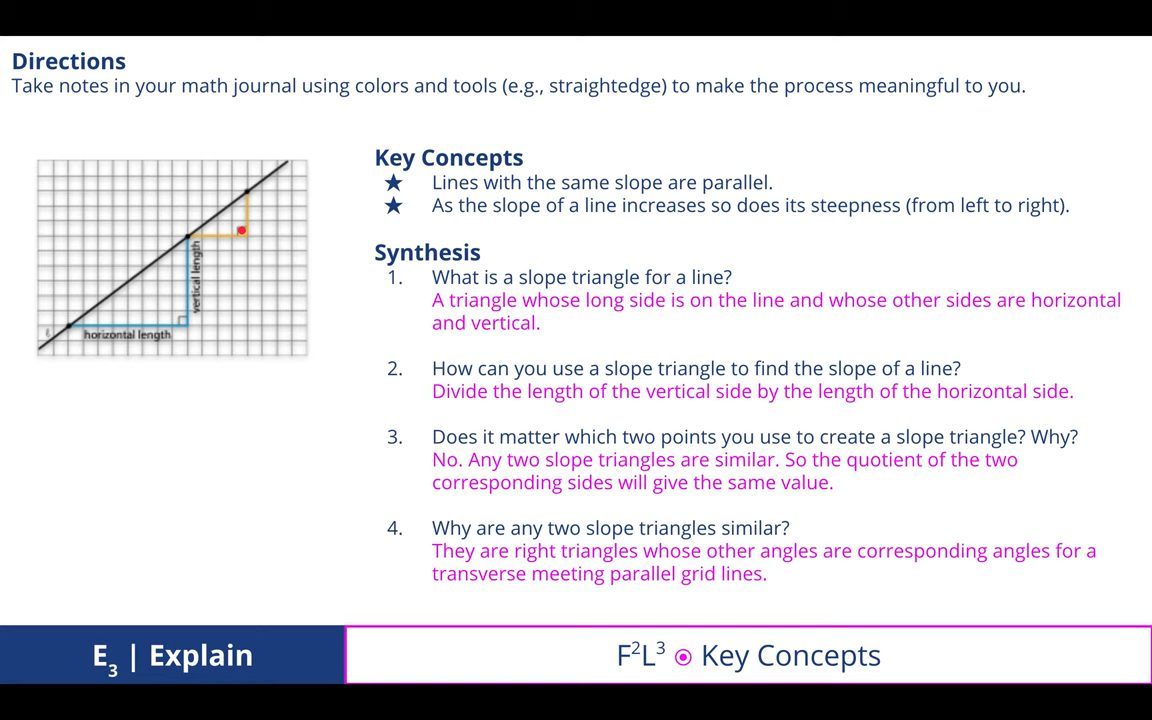 Directions
Take notes in your math journal using colors and tools (e.g., straightedge) to make the process meaningful to you.
vertical length
horizontal length
Key Concepts
★ Lines with the same slope are parallel.
★ As the slope of a line increases so does its steepness (from left to right).
Synthesis
1. What is a slope triangle for a line?
A triangle whose long side is on the line and whose other sides are horizontal
and vertical.
2. How can you use a slope triangle to find the slope of a line?
Divide the length of the vertical side by the length of the horizontal side.
3. Does it matter which two points you use to create a slope triangle? Why?
No. Any two slope triangles are similar. So the quotient of the two
corresponding sides will give the same value.
4. Why are any two slope triangles similar?
They are right triangles whose other angles are corresponding angles for a
transverse meeting parallel grid lines.
E₃ | Explain
F²L³ ⦿ Key Concepts